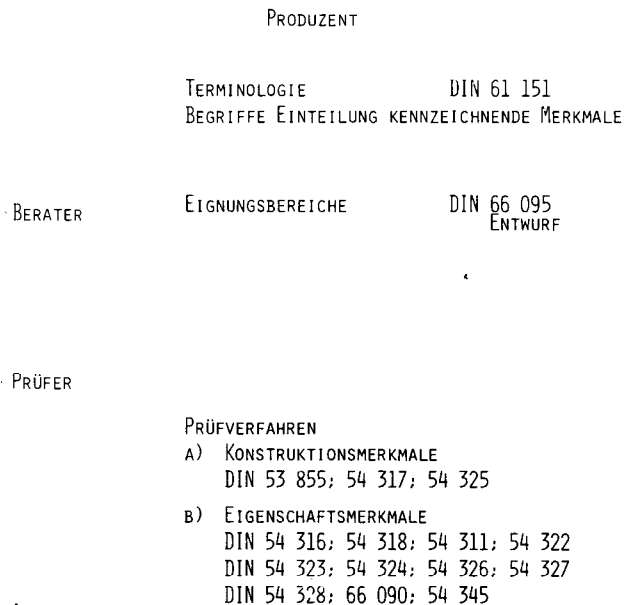 PRODUZENT
TERMINOLOGIE DIN 61 151
BEGRIFFE EINTEILUNG KENNZEICHNENDE MERKMALE
BERATER EIGNUNGSBEREICHE DIN 66 095
ENTWURF
PRÜFER
PRÜFVERFAHREN
A) KONSTRUKTIONSMERKMALE
DIN 53 855; 54 317; 54 325
B) EIGENSCHAFTSMERKMALE
DIN 54 316; 54 318; 54 311; 54 322
DIN 54 323; 54 324; 54 326; 54 327
DIN 54 328; 66 090; 54 345